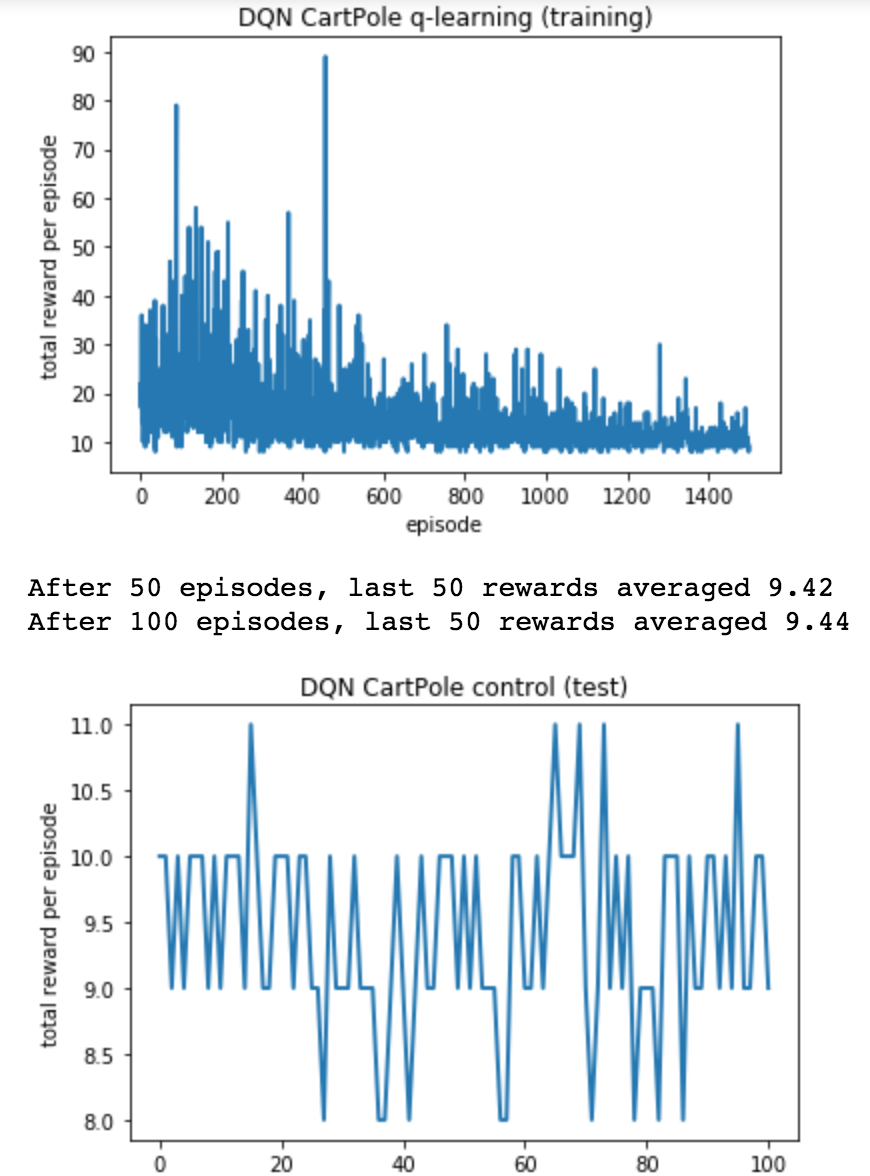 DQN CartPole q-learning (training)
90
80
70
60
50
40
30
20
10
total reward per episode
0 200 400 600 800 1000 1200 1400
episode
After 50 episodes, last 50 rewards averaged 9.42
After 100 episodes, last 50 rewards averaged 9.44
DQN CartPole control (test)
11.0
10.5
10.0
9.5
9.0
8.5
8.0
total reward per episode
0 20 40 60 80 100